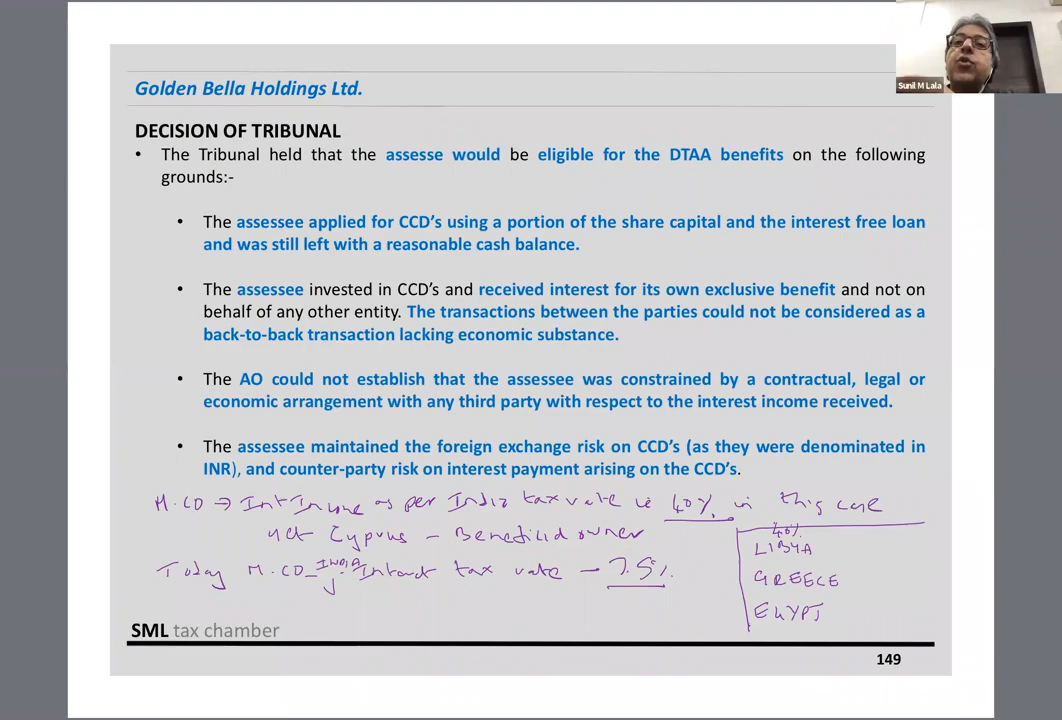 Sunil M Lala
Golden Bella Holdings Ltd.
DECISION OF TRIBUNAL
• The Tribunal held that the assesse would be eligible for the DTAA benefits on the following
grounds:-
• The assessee applied for CCD's using a portion of the share capital and the interest free loan
and was still left with a reasonable cash balance.
• The assessee invested in CCD's and received interest for its own exclusive benefit and not on
behalf of any other entity. The transactions between the parties could not be considered as a
back-to-back transaction lacking economic substance.
• The AO could not establish that the assessee was constrained by a contractual, legal or
economic arrangement with any third party with respect to the interest income received.
• The assessee maintained the foreign exchange risk on CCD's (as they were denominated in
INR), and counter-party risk on interest payment arising on the CCD's.
M.CO → Int Income as per India tax rate is 40% in this case
Cyprus - Beneficial owner
Today M.CO - INDIA Interest tax rate - 7.5%
40%
LIBYA
GREECE
EGYPT
SML tax chamber
149